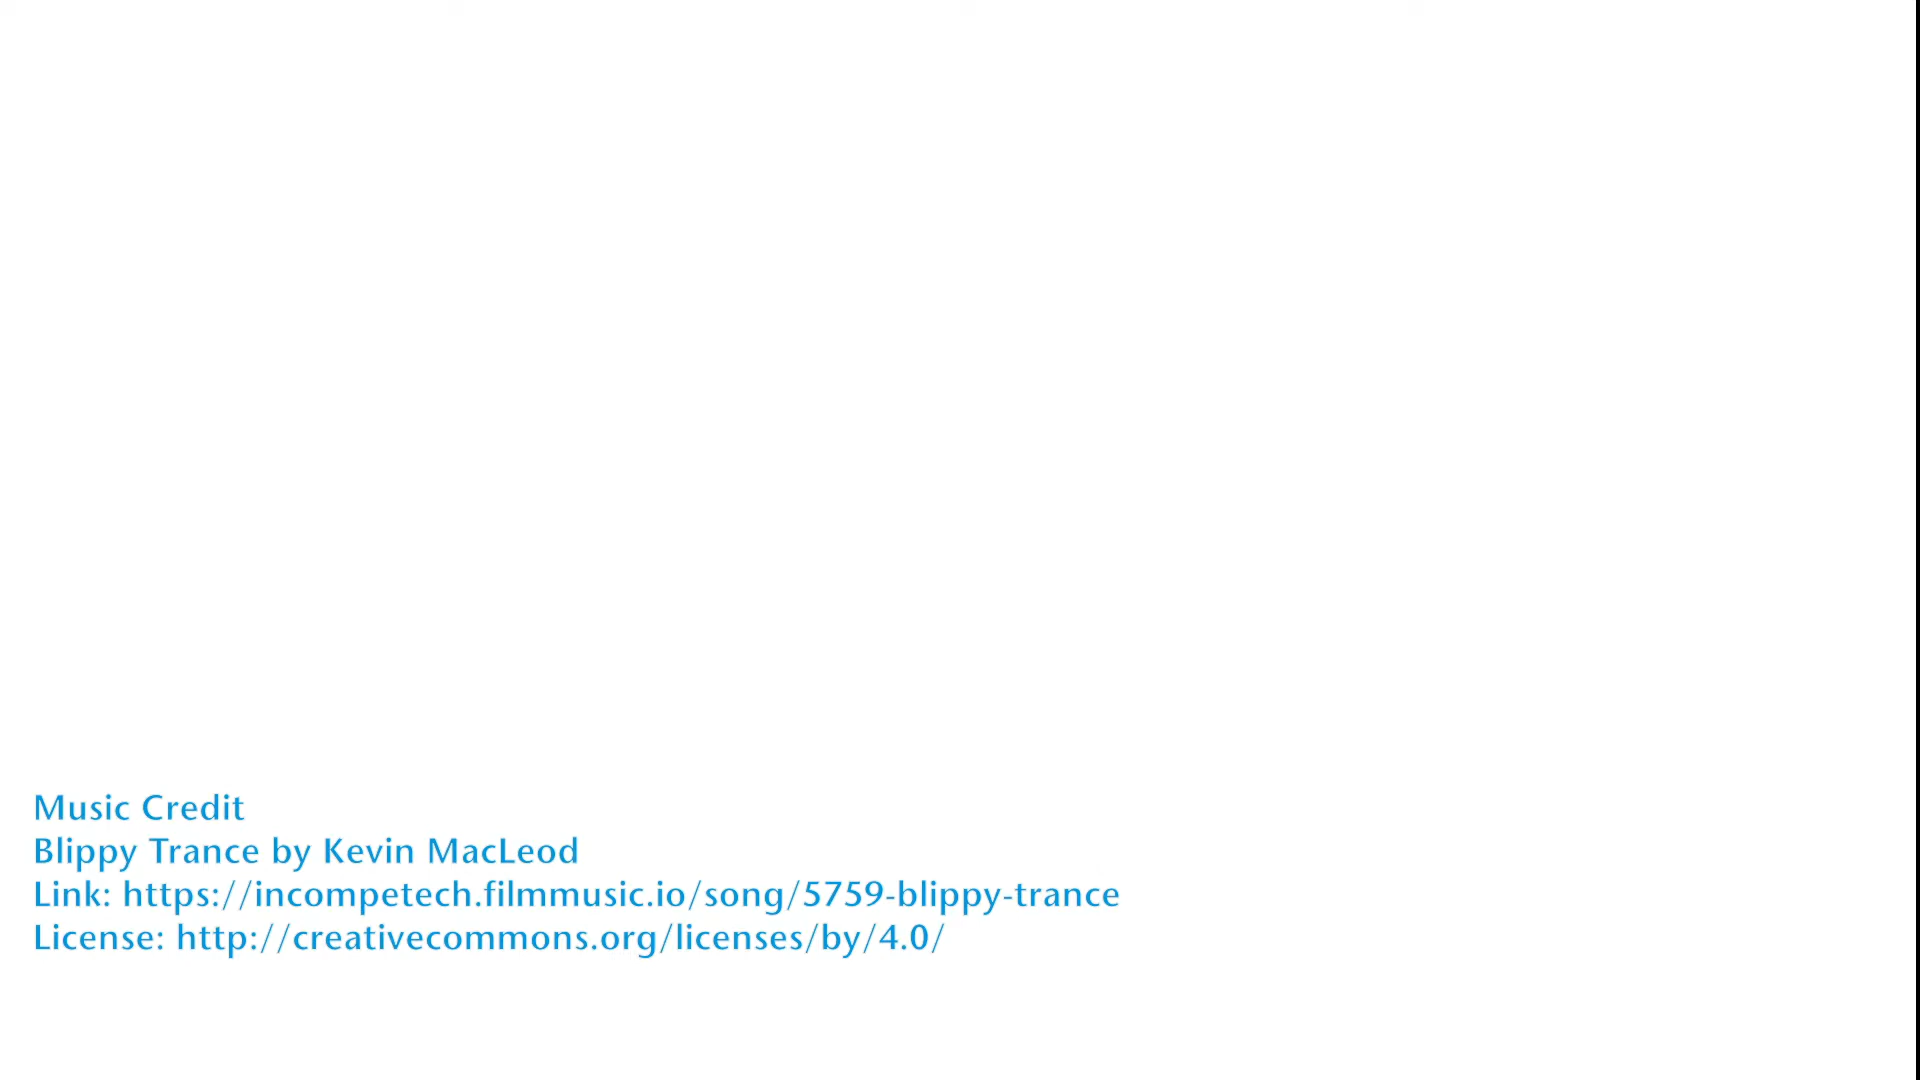 Music Credit
Blippy Trance by Kevin MacLeod
Link: https://incompetech.filmmusic.io/song/5759-blippy-trance
License: http://creativecommons.org/licenses/by/4.0/